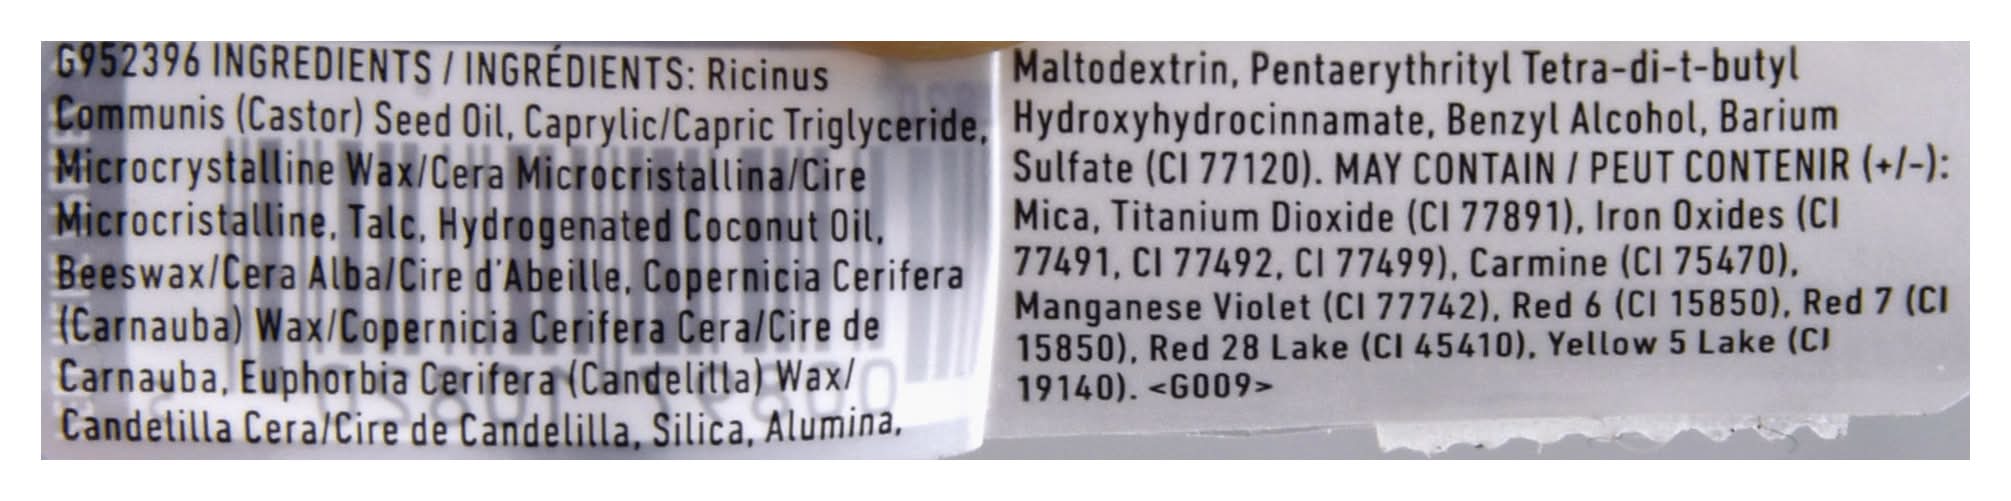 G952396 INGREDIENTS / INGRÉDIENTS: Ricinus
Communis (Castor) Seed Oil, Caprylic/Capric Triglyceride,
Microcrystalline Wax/Cera Microcristallina/Cire
Microcristalline, Talc, Hydrogenated Coconut Oil,
Beeswax/Cera Alba/Cire d'Abeille, Copernicia Cerifera
(Carnauba) Wax/Copernicia Cerifera Cera/Cire de
Carnauba, Euphorbia Cerifera (Candelilla) Wax/
Candelilla Cera/Cire de Candelilla, Silica, Alumina,
Maltodextrin, Pentaerythrityl Tetra-di-t-butyl
Hydroxyhydrocinnamate, Benzyl Alcohol, Barium
Sulfate (CI 77120). MAY CONTAIN / PEUT CONTENIR (+/-):
Mica, Titanium Dioxide (CI 77891), Iron Oxides (CI
77491, CI 77492, CI 77499), Carmine (CI 75470),
Manganese Violet (CI 77742), Red 6 (CI 15850), Red 7 (CI
15850), Red 28 Lake (CI 45410), Yellow 5 Lake (CI
19140). <G009>